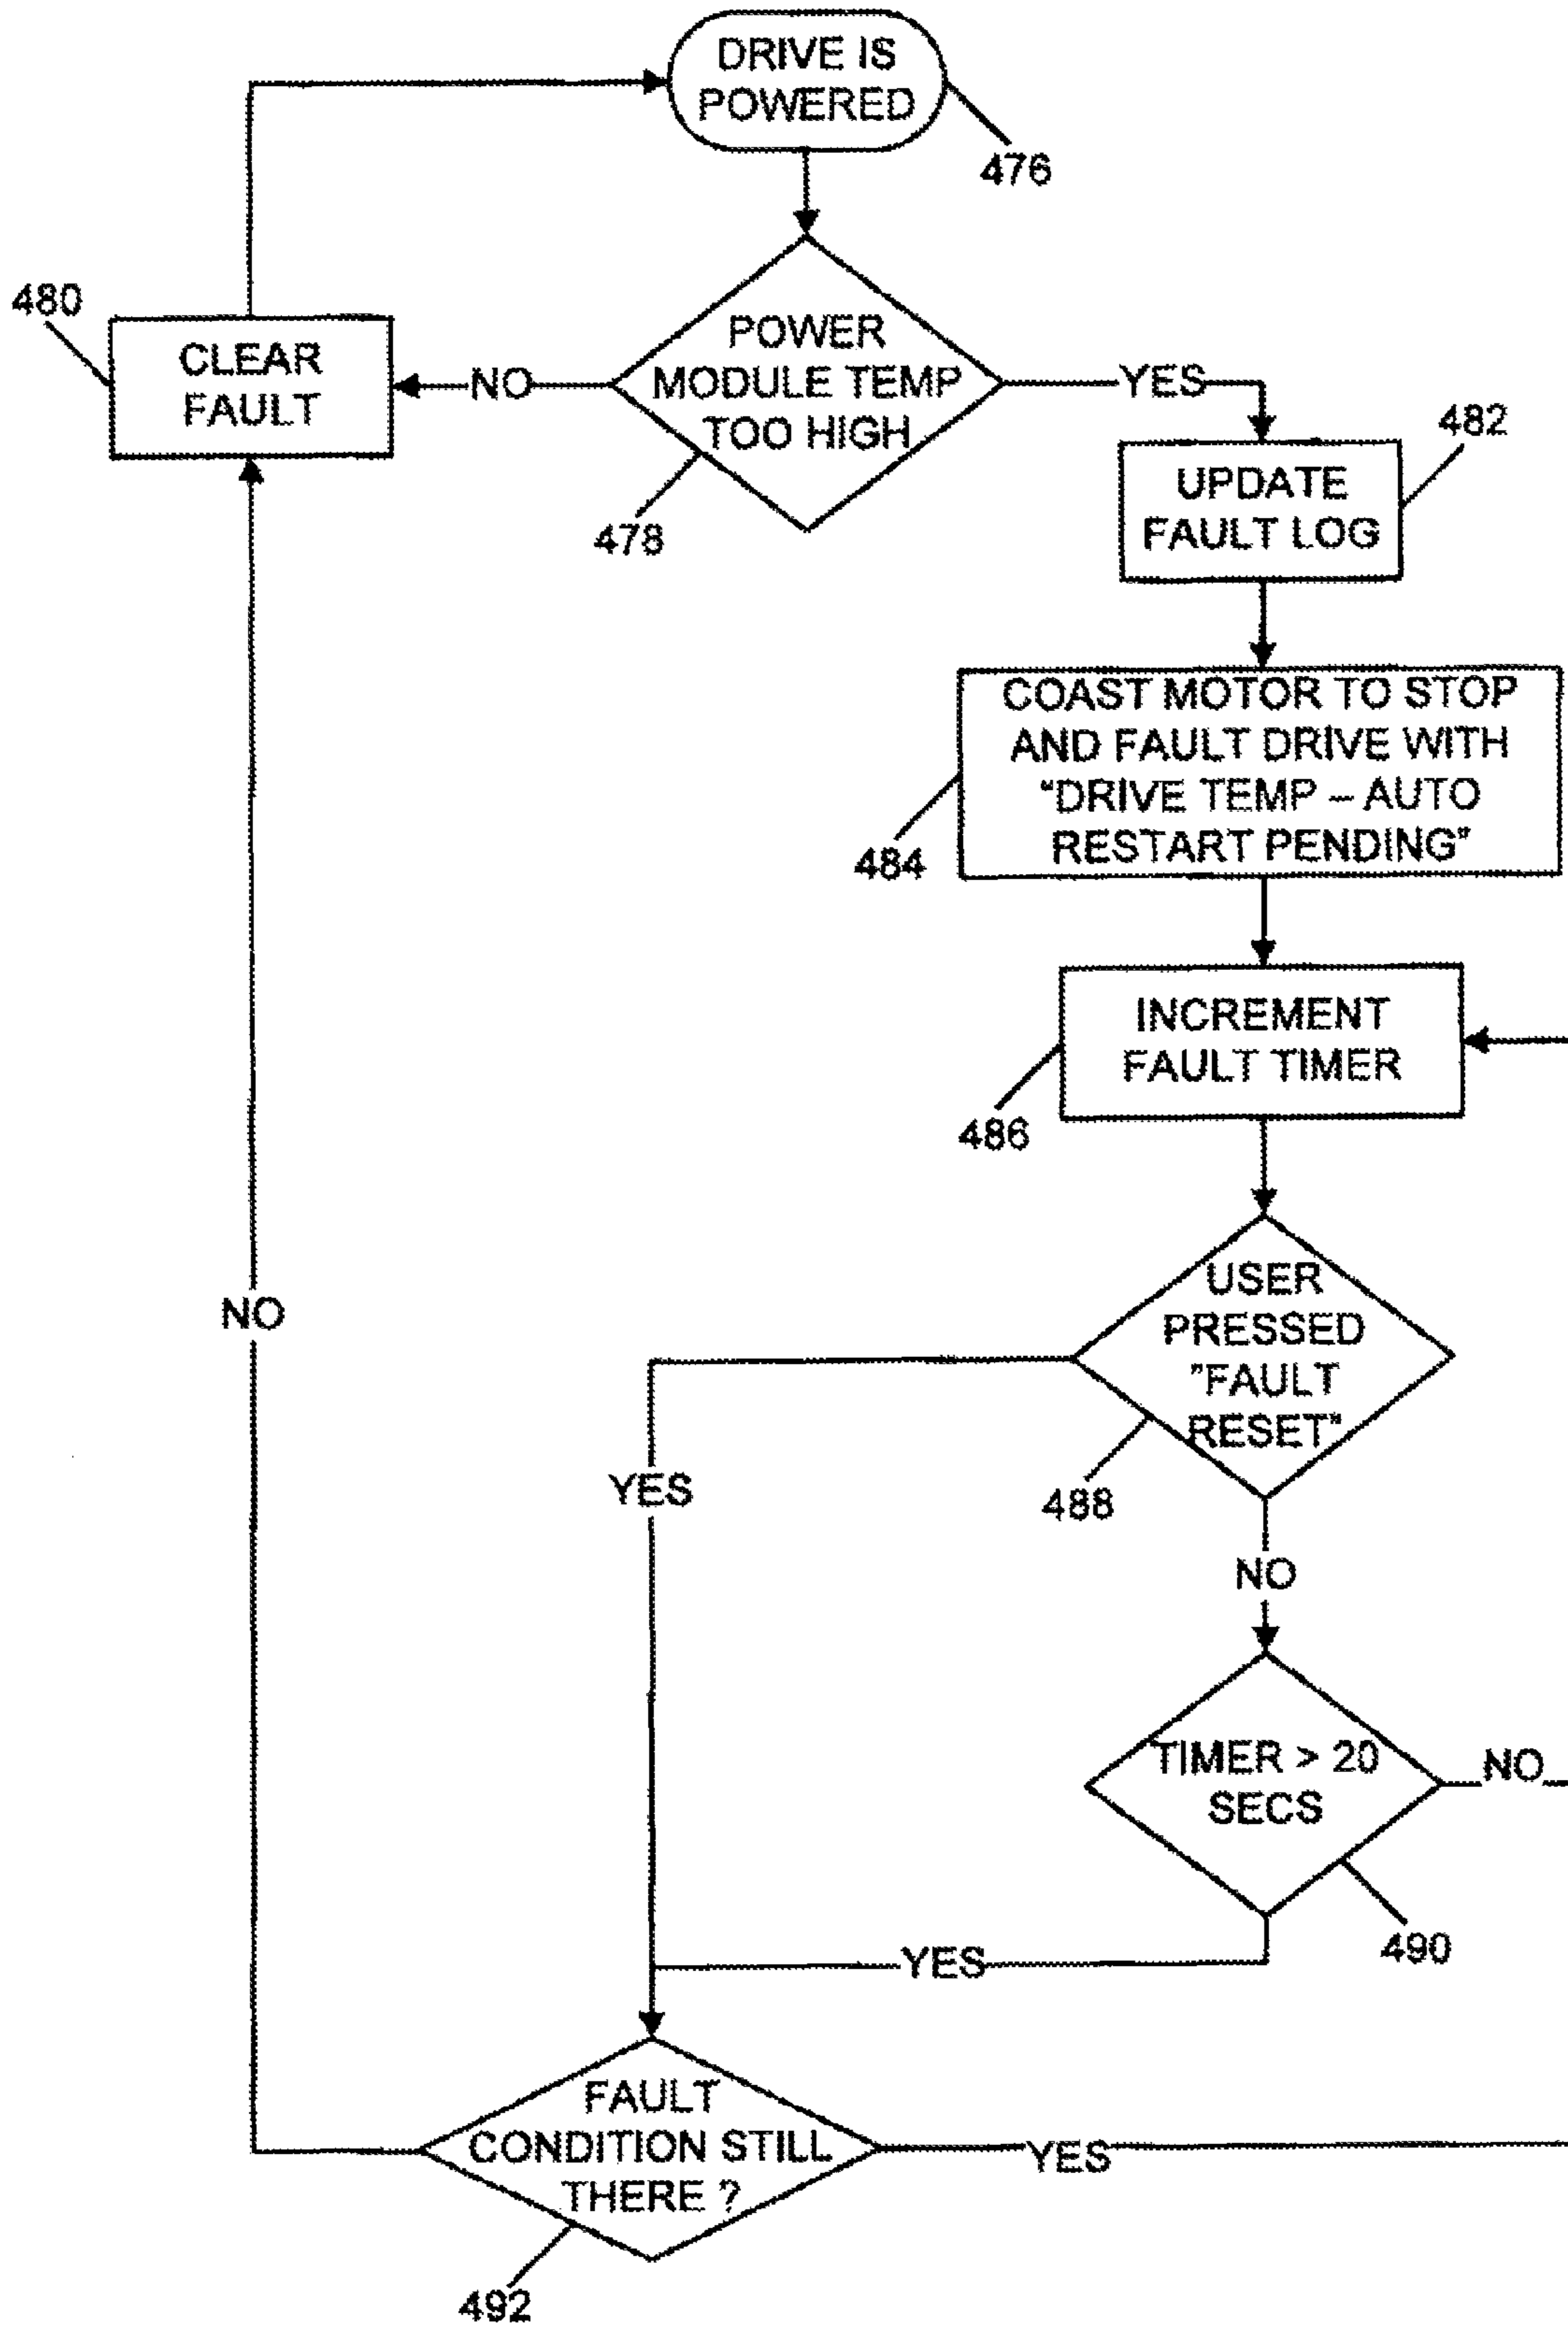 DRIVE IS
POWERED
476
480
CLEAR
FAULT
NO
POWER
MODULE TEMP
TOO HIGH
478
YES
482
UPDATE
FAULT LOG
COAST MOTOR TO STOP
AND FAULT DRIVE WITH
"DRIVE TEMP – AUTO
RESTART PENDING"
484
INCREMENT
FAULT TIMER
486
NO
USER
PRESSED
"FAULT
RESET"
488
YES
NO
TIMER > 20
SECS
NO
490
YES
FAULT
CONDITION STILL
THERE ?
YES
492